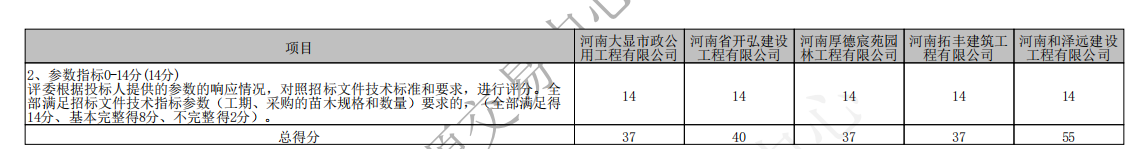 项目
河南大显市政公
用工程有限公司
河南省开弘建设
工程有限公司
河南厚德宸苑园
林工程有限公司
河南拓丰建筑工
程有限公司
河南和泽远建设
工程有限公司
2、参数指标0-14分(14分)
评委根据投标人提供的参数的响应情况，对照招标文件技术标准和要求，进行评分。全
部满足招标文件技术指标参数（工期、采购的苗木规格和数量）要求的，（全部满足得
14分、基本完整得8分、不完整得2分）。
14
14
14
14
14
总得分
37
40
37
37
55
交易中心
中心